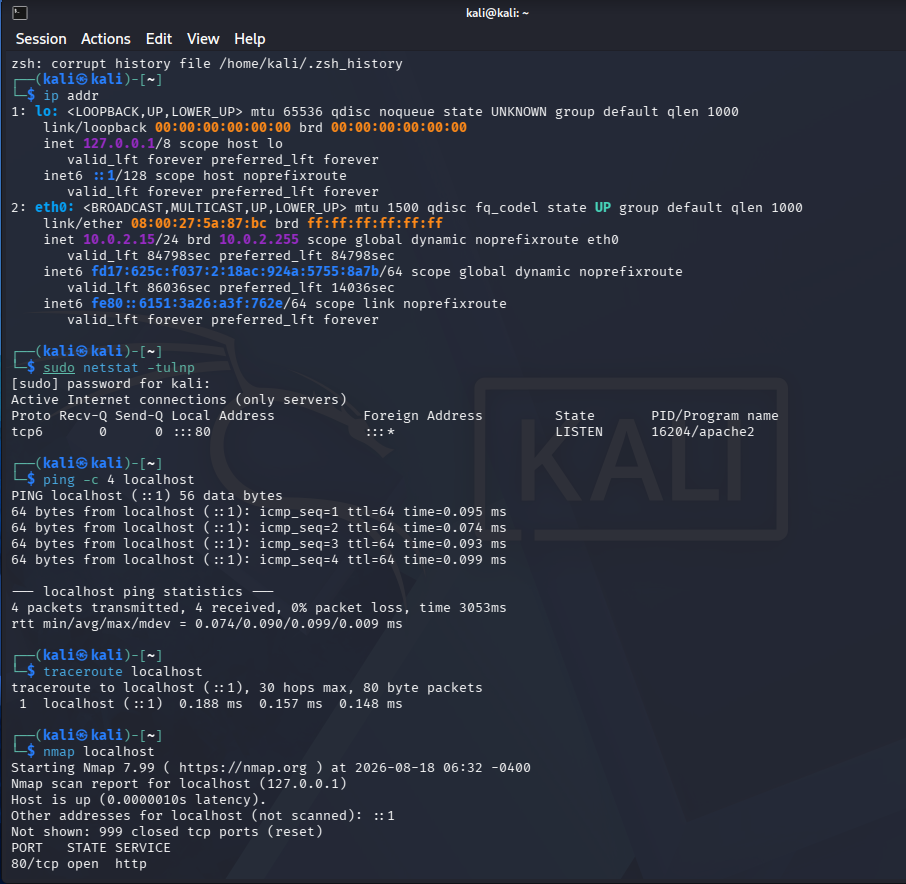 kali@kali: ~
Session Actions Edit View Help
zsh: corrupt history file /home/kali/.zsh_history
┌──(kali㉿kali)-[~]
└─$ ip addr
1: lo: <LOOPBACK,UP,LOWER_UP> mtu 65536 qdisc noqueue state UNKNOWN group default qlen 1000
    link/loopback 00:00:00:00:00:00 brd 00:00:00:00:00:00
    inet 127.0.0.1/8 scope host lo
       valid_lft forever preferred_lft forever
    inet6 ::1/128 scope host noprefixroute
       valid_lft forever preferred_lft forever
2: eth0: <BROADCAST,MULTICAST,UP,LOWER_UP> mtu 1500 qdisc fq_codel state UP group default qlen 1000
    link/ether 08:00:27:5a:87:bc brd ff:ff:ff:ff:ff:ff
    inet 10.0.2.15/24 brd 10.0.2.255 scope global dynamic noprefixroute eth0
       valid_lft 84798sec preferred_lft 84798sec
    inet6 fd17:625c:f037:2:18ac:924a:5755:8a7b/64 scope global dynamic noprefixroute
       valid_lft 86036sec preferred_lft 14036sec
    inet6 fe80::6151:3a26:a3f:762e/64 scope link noprefixroute
       valid_lft forever preferred_lft forever
┌──(kali㉿kali)-[~]
└─$ sudo netstat -tulnp
[sudo] password for kali:
Active Internet connections (only servers)
Proto Recv-Q Send-Q Local Address           Foreign Address         State       PID/Program name
tcp6       0      0 :::80                   :::*                    LISTEN      16204/apache2
┌──(kali㉿kali)-[~]
└─$ ping -c 4 localhost
PING localhost (::1) 56 data bytes
64 bytes from localhost (::1): icmp_seq=1 ttl=64 time=0.095 ms
64 bytes from localhost (::1): icmp_seq=2 ttl=64 time=0.074 ms
64 bytes from localhost (::1): icmp_seq=3 ttl=64 time=0.093 ms
64 bytes from localhost (::1): icmp_seq=4 ttl=64 time=0.099 ms
--- localhost ping statistics ---
4 packets transmitted, 4 received, 0% packet loss, time 3053ms
rtt min/avg/max/mdev = 0.074/0.090/0.099/0.009 ms
┌──(kali㉿kali)-[~]
└─$ traceroute localhost
traceroute to localhost (::1), 30 hops max, 80 byte packets
 1  localhost (::1)  0.188 ms  0.157 ms  0.148 ms
┌──(kali㉿kali)-[~]
└─$ nmap localhost
Starting Nmap 7.99 ( https://nmap.org ) at 2026-08-18 06:32 -0400
Nmap scan report for localhost (127.0.0.1)
Host is up (0.0000010s latency).
Other addresses for localhost (not scanned): ::1
Not shown: 999 closed tcp ports (reset)
PORT   STATE SERVICE
80/tcp open  http
KALI